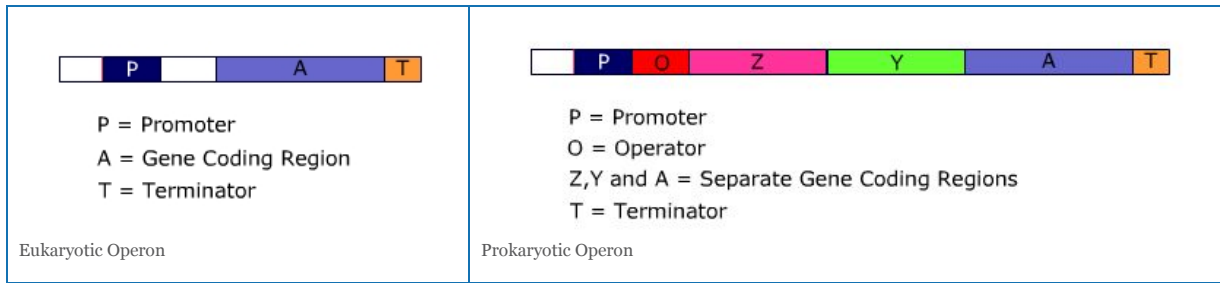 P A T
P = Promoter
A = Gene Coding Region
T = Terminator
Eukaryotic Operon
P O Z Y A T
P = Promoter
O = Operator
Z,Y and A = Separate Gene Coding Regions
T = Terminator
Prokaryotic Operon